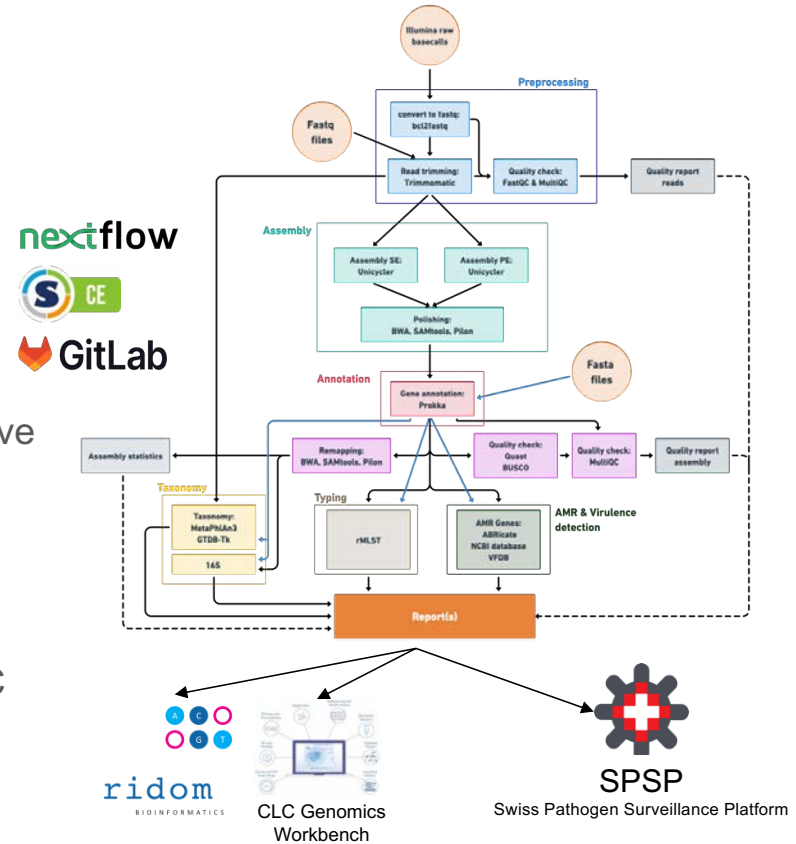 Illumina raw
basecalls
Preprocessing
convert to fastq:
bcl2fastq
Fastq
files
Read trimming:
Trimmomatic
Quality check:
FastQC & MultiQC
Quality report
reads
nextflow
S CE
GitLab
Assembly
Assembly SE:
Unicycler
Assembly PE:
Unicycler
Polishing:
BWA, SAMtools, Pilon
Annotation
Gene annotation:
Prokka
Fasta
files
ve
Assembly statistics
Remapping:
BWA, SAMtools, Pilon
Quality check:
Quast
BUSCO
Quality check:
MultiQC
Quality report
assembly
Taxonomy
Taxonomy:
MetaPhlAn3
GTDB-Tk
16S
Typing
rMLST
AMR Genes:
ABRicate
NCBI database
VFDB
AMR & Virulence
detection
Report(s)
C
A C
G T
ridom
BIOINFORMATICS
CLC Genomics
Workbench
SPSP
Swiss Pathogen Surveillance Platform